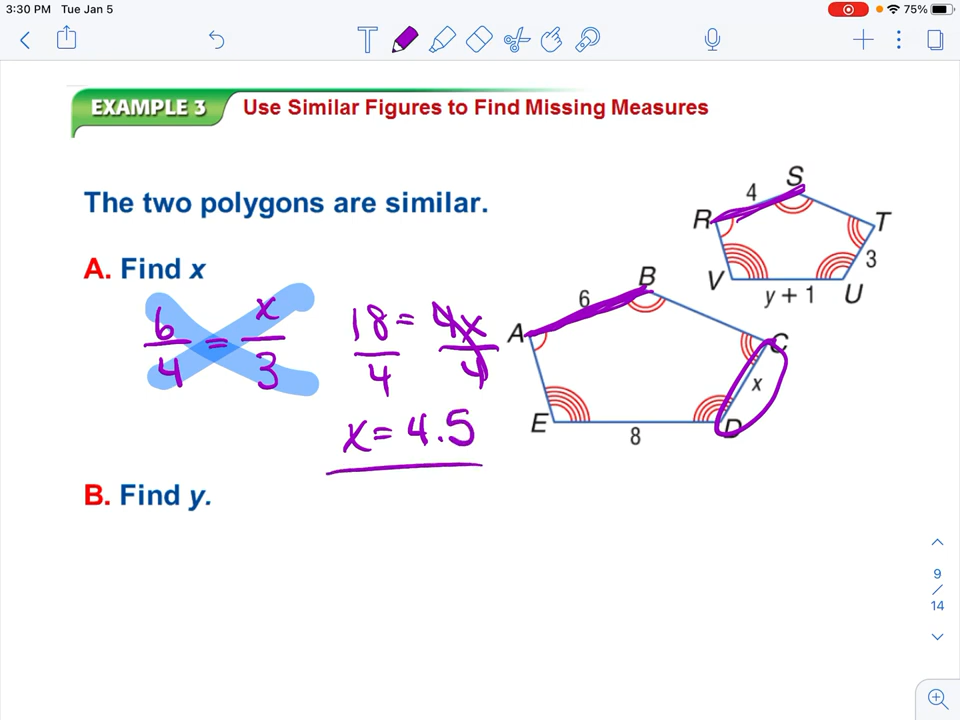 3:30 PM Tue Jan 5
75%
T
EXAMPLE 3 Use Similar Figures to Find Missing Measures
The two polygons are similar.
A. Find x
6/4 = x/3
18/4 = 4x/4
x = 4.5
B. Find y.
S
4
R
T
3
V
y + 1
U
B
6
A
C
x
E
D
8
9
/
14